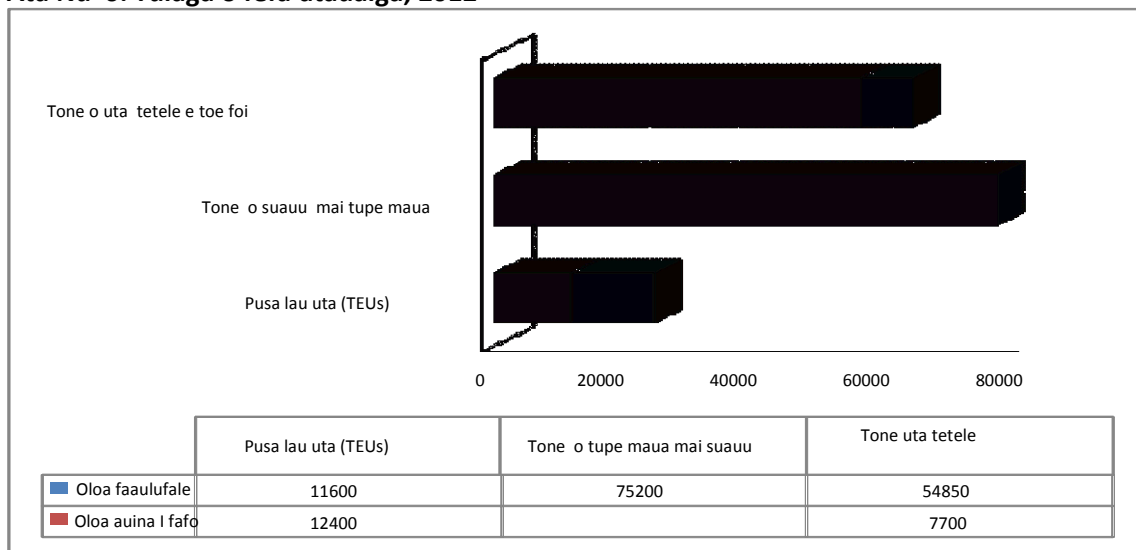 Tone o uta tetele e toe foi
Tone o suauu mai tupe maua
Pusa lau uta (TEUs)
0 20000 40000 60000 80000
Pusa lau uta (TEUs) Tone o tupe maua mai suauu Tone uta tetele
Oloa faaulufale 11600 75200 54850
Oloa auina I fafo 12400 7700